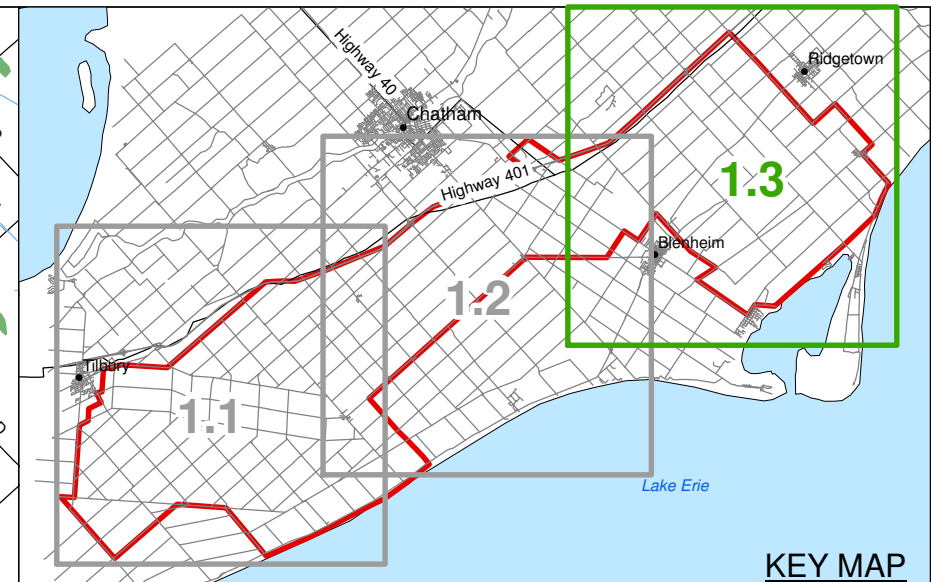 Highway 40
Ridgetown
Chatham
1.3
Highway 401
Blenheim
1.2
Tilbury
1.1
Lake Erie
KEY MAP